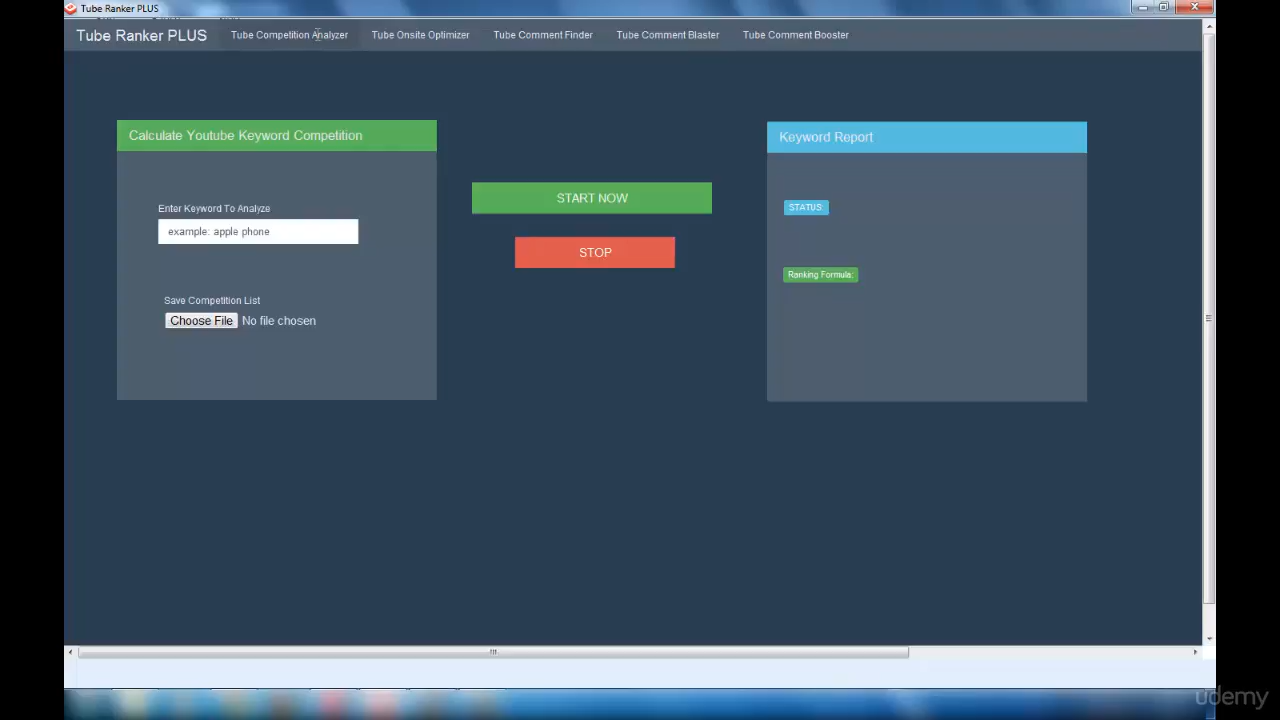 Tube Ranker PLUS
Tube Ranker PLUS Tube Competition Analyzer Tube Onsite Optimizer Tube Comment Finder Tube Comment Blaster Tube Comment Booster
Calculate Youtube Keyword Competition
Enter Keyword To Analyze
example: apple phone
Save Competition List
Choose File No file chosen
START NOW
STOP
Keyword Report
STATUS:
Ranking Formula:
udemy